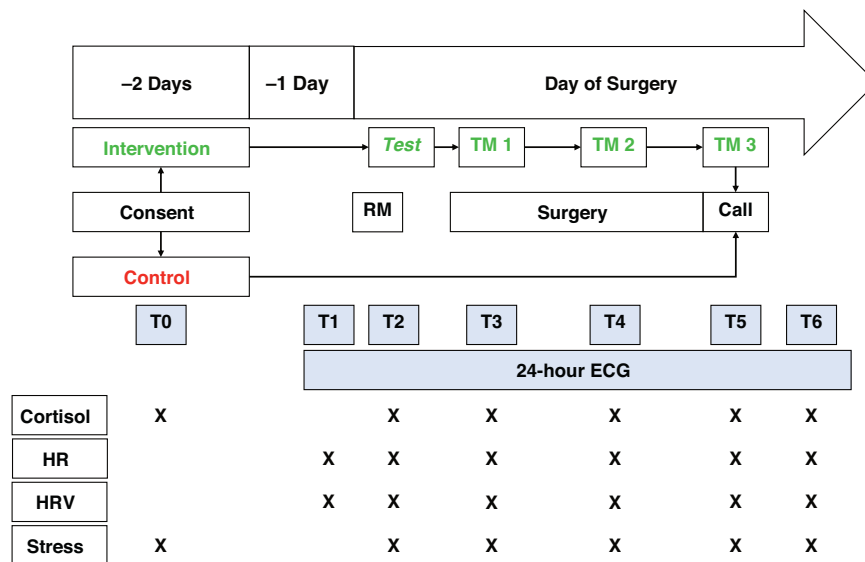 –2 Days –1 Day Day of Surgery
Intervention Test TM 1 TM 2 TM 3
Consent RM Surgery Call
Control
T0 T1 T2 T3 T4 T5 T6
24-hour ECG
Cortisol X X X X X X
HR X X X X X X
HRV X X X X X X
Stress X X X X X X